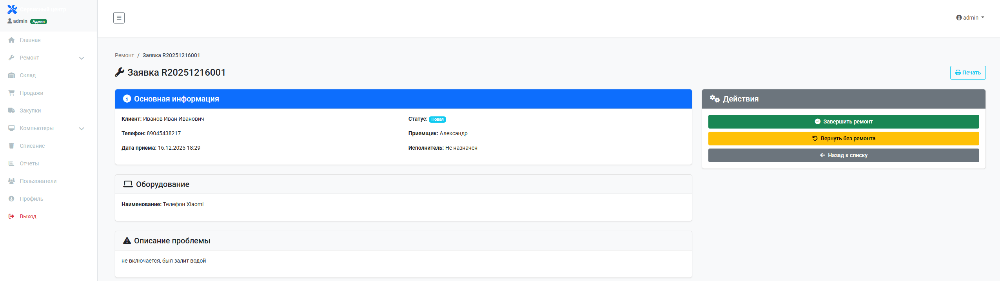 Сервисный центр
admin Админ
Главная
Ремонт
Склад
Продажи
Закупки
Компьютеры
Списание
Отчеты
Пользователи
Профиль
Выход
admin
Ремонт / Заявка R20251216001
Заявка R20251216001
Печать
Основная информация
Клиент: Иванов Иван Иванович
Телефон: 89045438217
Дата приема: 16.12.2025 18:29
Статус: Новая
Приемщик: Александр
Исполнитель: Не назначен
Оборудование
Наименование: Телефон Xiaomi
Описание проблемы
не включается, был залит водой
Действия
Завершить ремонт
Вернуть без ремонта
Назад к списку